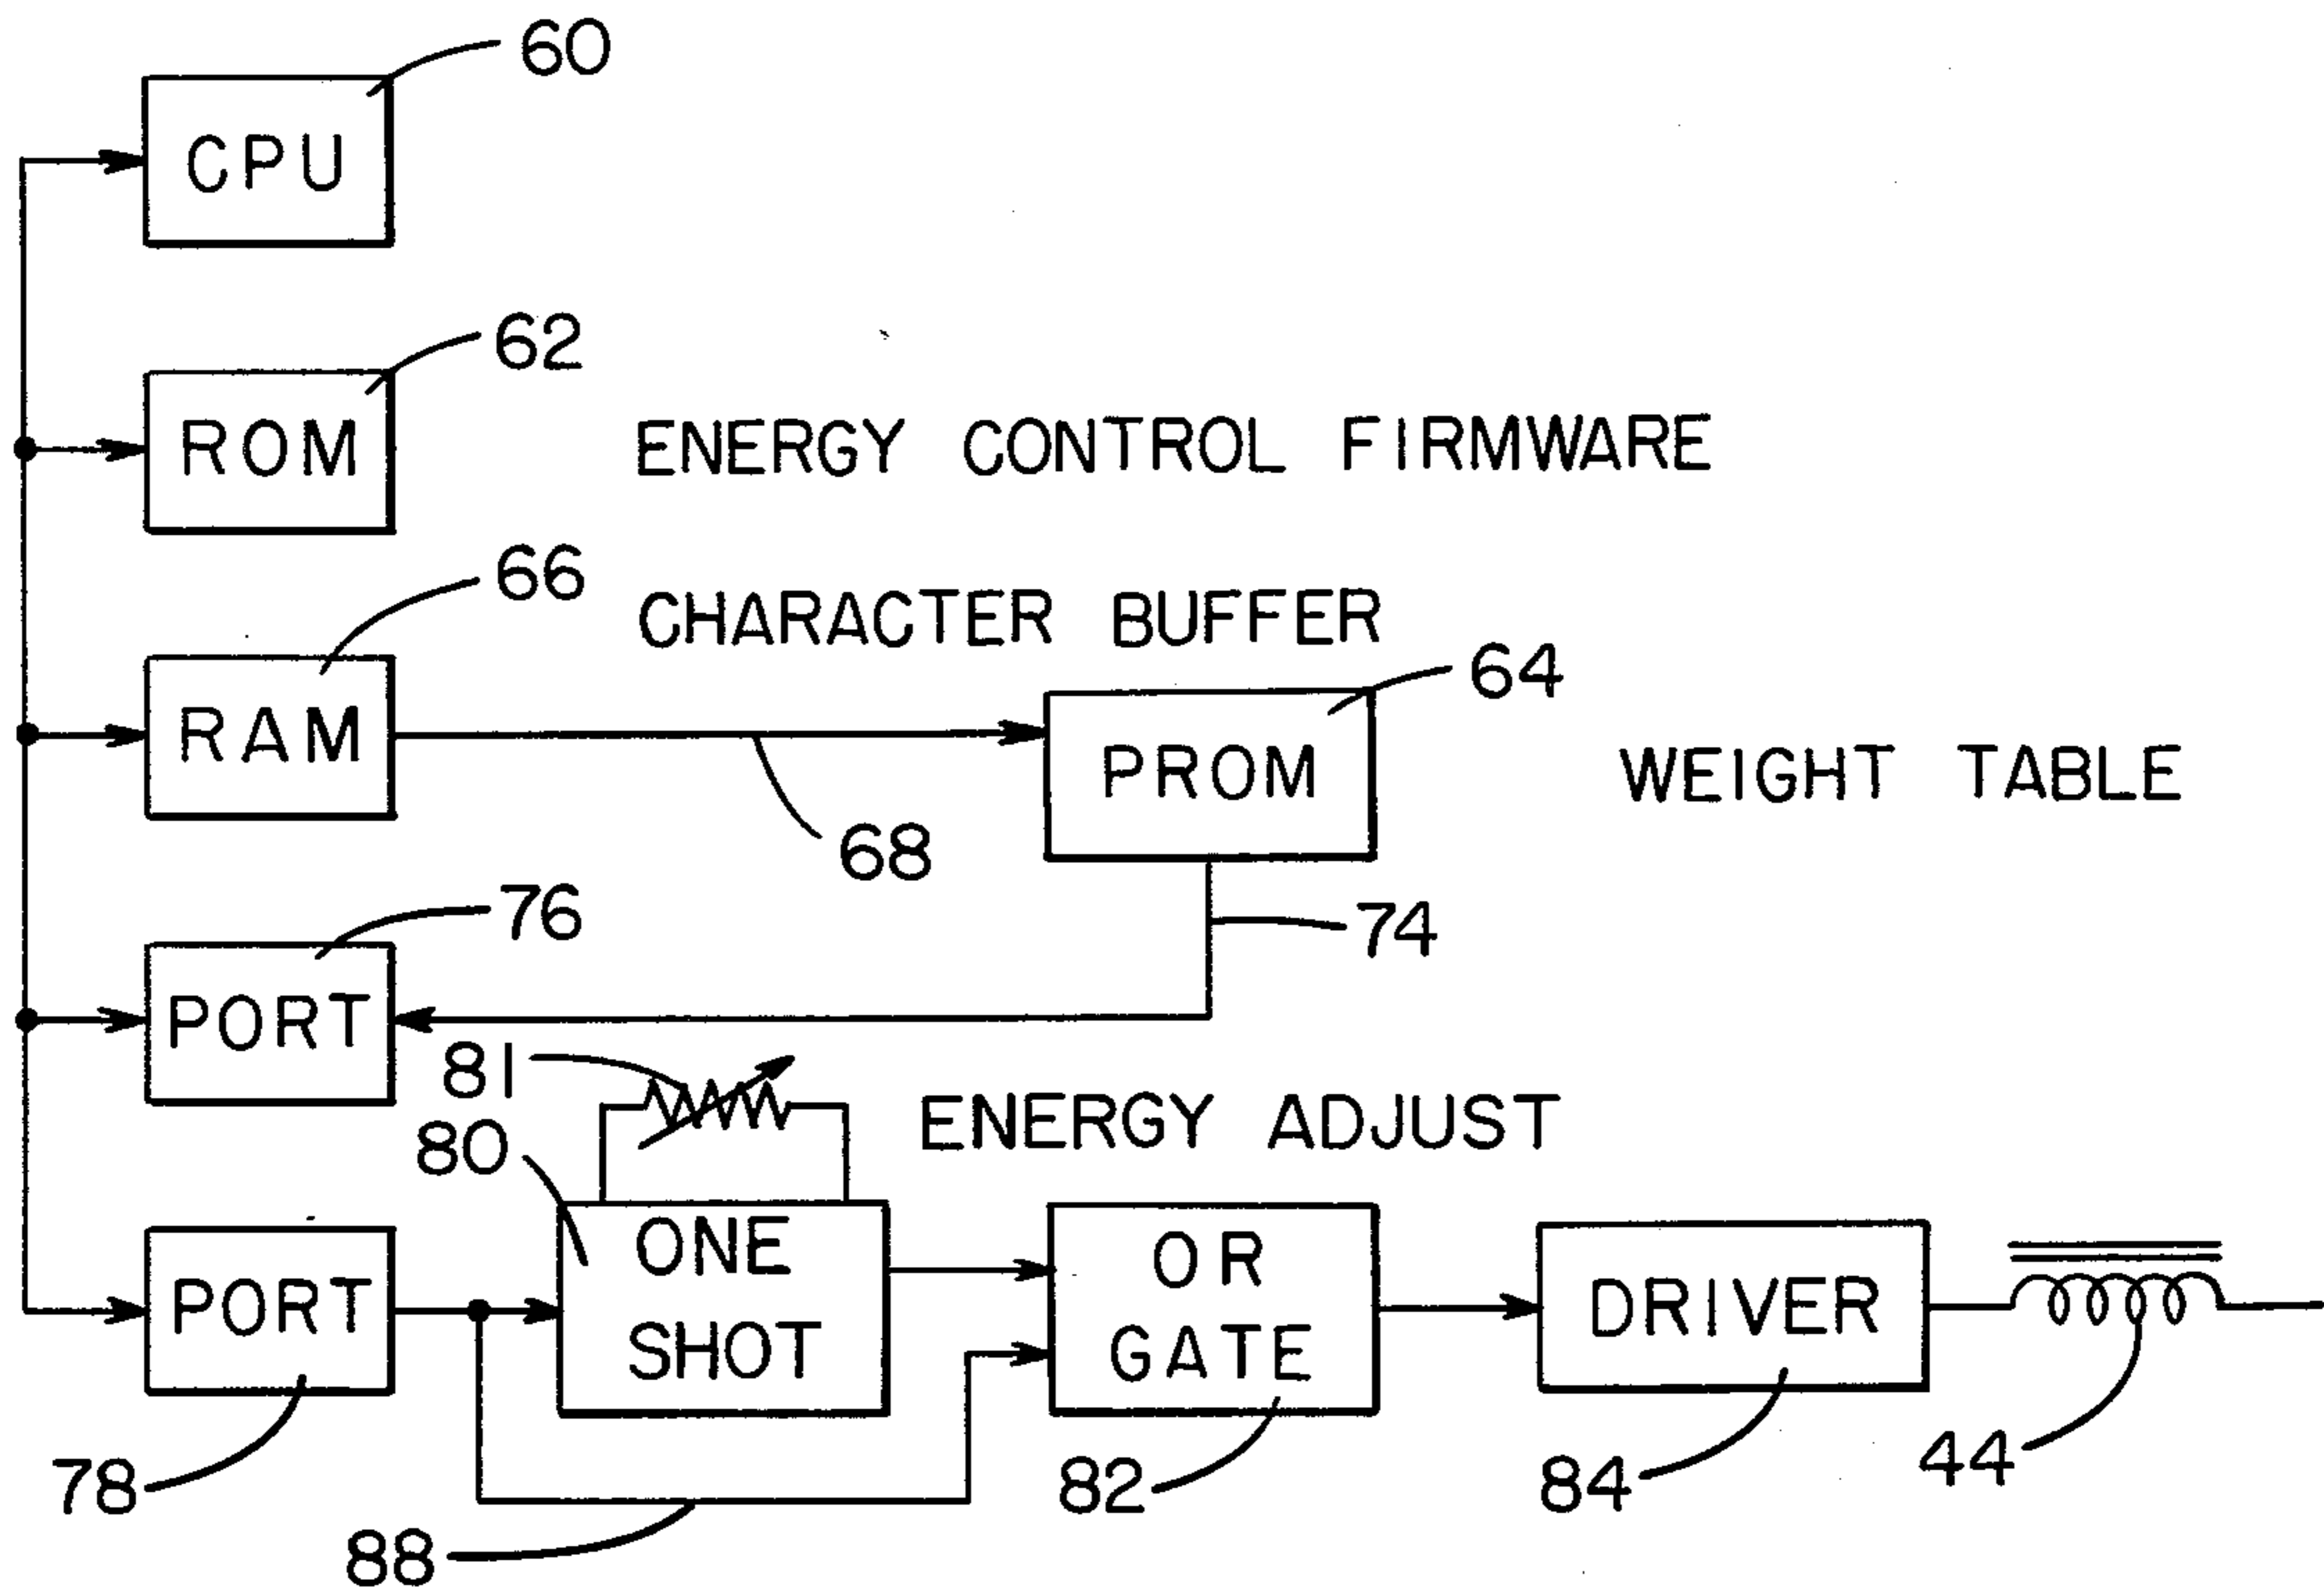 60
CPU
62
ROM
ENERGY CONTROL FIRMWARE
66
CHARACTER BUFFER
64
RAM
PROM
WEIGHT TABLE
68
76
74
PORT
81
ENERGY ADJUST
80
ONE SHOT
OR GATE
PORT
DRIVER
78
82
84
44
88